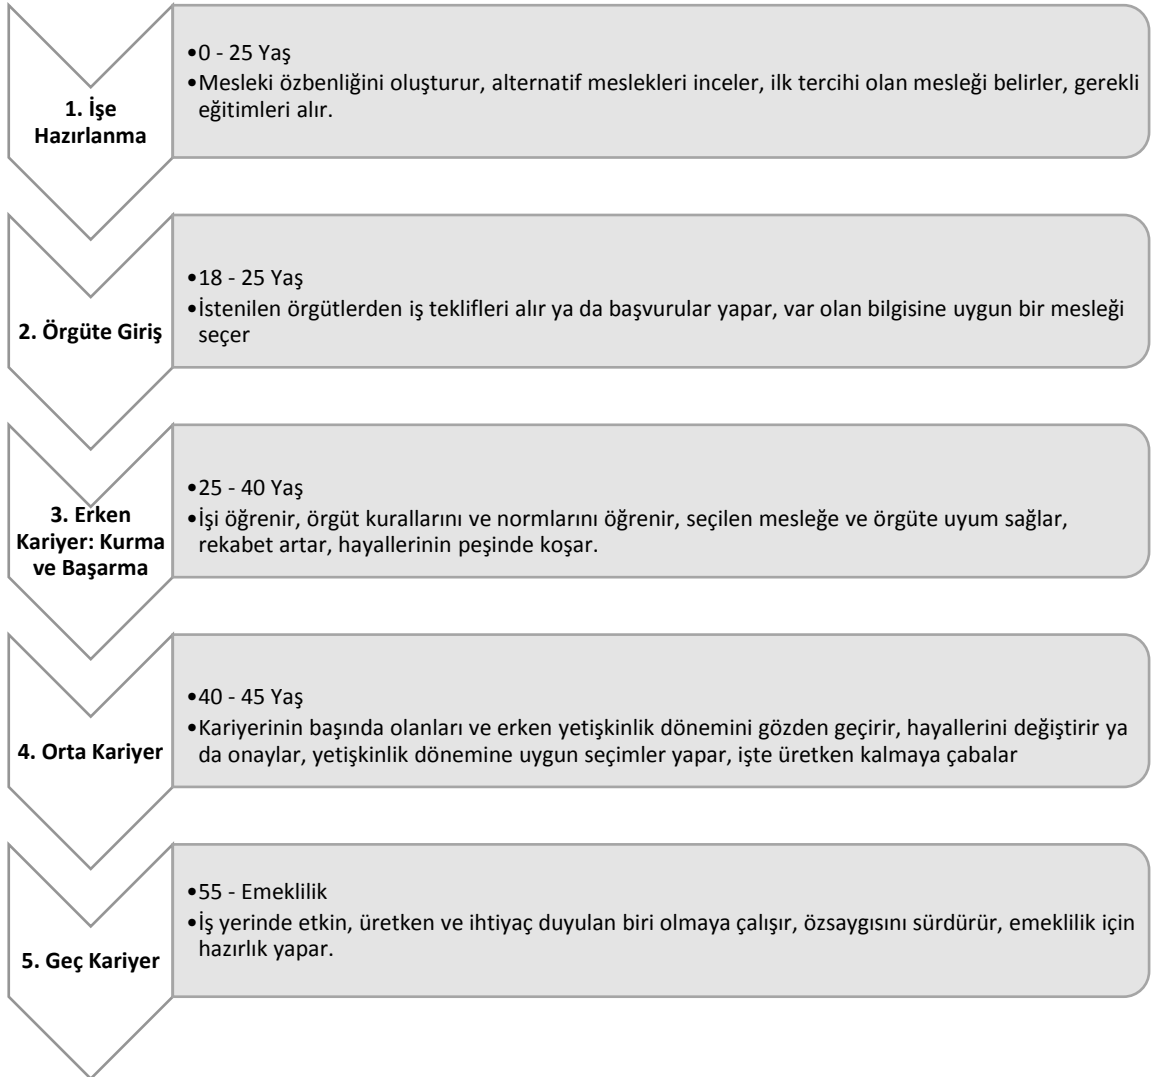 1. İşe
Hazırlanma
•0 - 25 Yaş
•Mesleki özbenliğini oluşturur, alternatif meslekleri inceler, ilk tercihi olan mesleği belirler, gerekli
eğitimleri alır.
2. Örgüte Giriş
•18 - 25 Yaş
•İstenilen örgütlerden iş teklifleri alır ya da başvurular yapar, var olan bilgisine uygun bir mesleği
seçer
3. Erken
Kariyer: Kurma
ve Başarma
•25 - 40 Yaş
•İşi öğrenir, örgüt kurallarını ve normlarını öğrenir, seçilen mesleğe ve örgüte uyum sağlar,
rekabet artar, hayallerinin peşinde koşar.
4. Orta Kariyer
•40 - 45 Yaş
•Kariyerinin başında olanları ve erken yetişkinlik dönemini gözden geçirir, hayallerini değiştirir ya
da onaylar, yetişkinlik dönemine uygun seçimler yapar, işte üretken kalmaya çabalar
5. Geç Kariyer
•55 - Emeklilik
•İş yerinde etkin, üretken ve ihtiyaç duyulan biri olmaya çalışır, özsaygısını sürdürür, emeklilik için
hazırlık yapar.